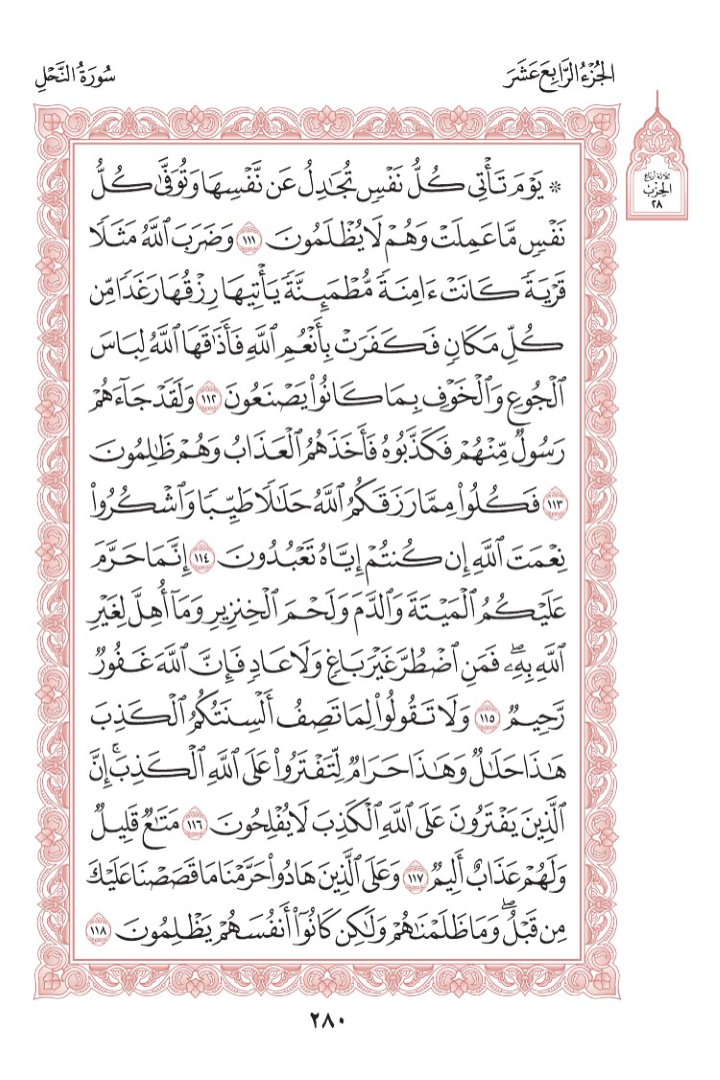 الجُزْءُ الرَّابِعَ عَشَرَ
سُورَةُ النَّحْلِ
ثلاثة أرباع
الحِزْب
٢٨
۞ يَوْمَ تَأْتِي كُلُّ نَفْسٖ تُجَٰدِلُ عَن نَّفْسِهَا وَتُوَفَّىٰ كُلُّ
نَفْسٖ مَّا عَمِلَتْ وَهُمْ لَا يُظْلَمُونَ ١١١ وَضَرَبَ ٱللَّهُ مَثَلٗا
قَرْيَةٗ كَانَتْ ءَامِنَةٗ مُّطْمَئِنَّةٗ يَأْتِيهَا رِزْقُهَا رَغَدٗا مِّن
كُلِّ مَكَانٖ فَكَفَرَتْ بِأَنْعُمِ ٱللَّهِ فَأَذَٰقَهَا ٱللَّهُ لِبَاسَ
ٱلْجُوعِ وَٱلْخَوْفِ بِمَا كَانُوا۟ يَصْنَعُونَ ١١٢ وَلَقَدْ جَآءَهُمْ
رَسُولٞ مِّنْهُمْ فَكَذَّبُوهُ فَأَخَذَهُمُ ٱلْعَذَابُ وَهُمْ ظَٰلِمُونَ
١١٣ فَكُلُوا۟ مِمَّا رَزَقَكُمُ ٱللَّهُ حَلَٰلٗا طَيِّبٗا وَٱشْكُرُوا۟
نِعْمَتَ ٱللَّهِ إِن كُنتُمْ إِيَّاهُ تَعْبُدُونَ ١١٤ إِنَّمَا حَرَّمَ
عَلَيْكُمُ ٱلْمَيْتَةَ وَٱلدَّمَ وَلَحْمَ ٱلْخِنزِيرِ وَمَآ أُهِلَّ لِغَيْرِ
ٱللَّهِ بِهِۦۖ فَمَنِ ٱضْطُرَّ غَيْرَ بَاغٖ وَلَا عَادٖ فَإِنَّ ٱللَّهَ غَفُورٞ
رَّحِيمٞ ١١٥ وَلَا تَقُولُوا۟ لِمَا تَصِفُ أَلْسِنَتُكُمُ ٱلْكَذِبَ
هَٰذَا حَلَٰلٞ وَهَٰذَا حَرَامٞ لِّتَفْتَرُوا۟ عَلَى ٱللَّهِ ٱلْكَذِبَۚ إِنَّ
ٱلَّذِينَ يَفْتَرُونَ عَلَى ٱللَّهِ ٱلْكَذِبَ لَا يُفْلِحُونَ ١١٦ مَتَٰعٞ قَلِيلٞ
وَلَهُمْ عَذَابٌ أَلِيمٞ ١١٧ وَعَلَى ٱلَّذِينَ هَادُوا۟ حَرَّمْنَا مَا قَصَصْنَا عَلَيْكَ
مِن قَبْلُۖ وَمَا ظَلَمْنَٰهُمْ وَلَٰكِن كَانُوٓا۟ أَنفُسَهُمْ يَظْلِمُونَ ١١٨
٢٨٠